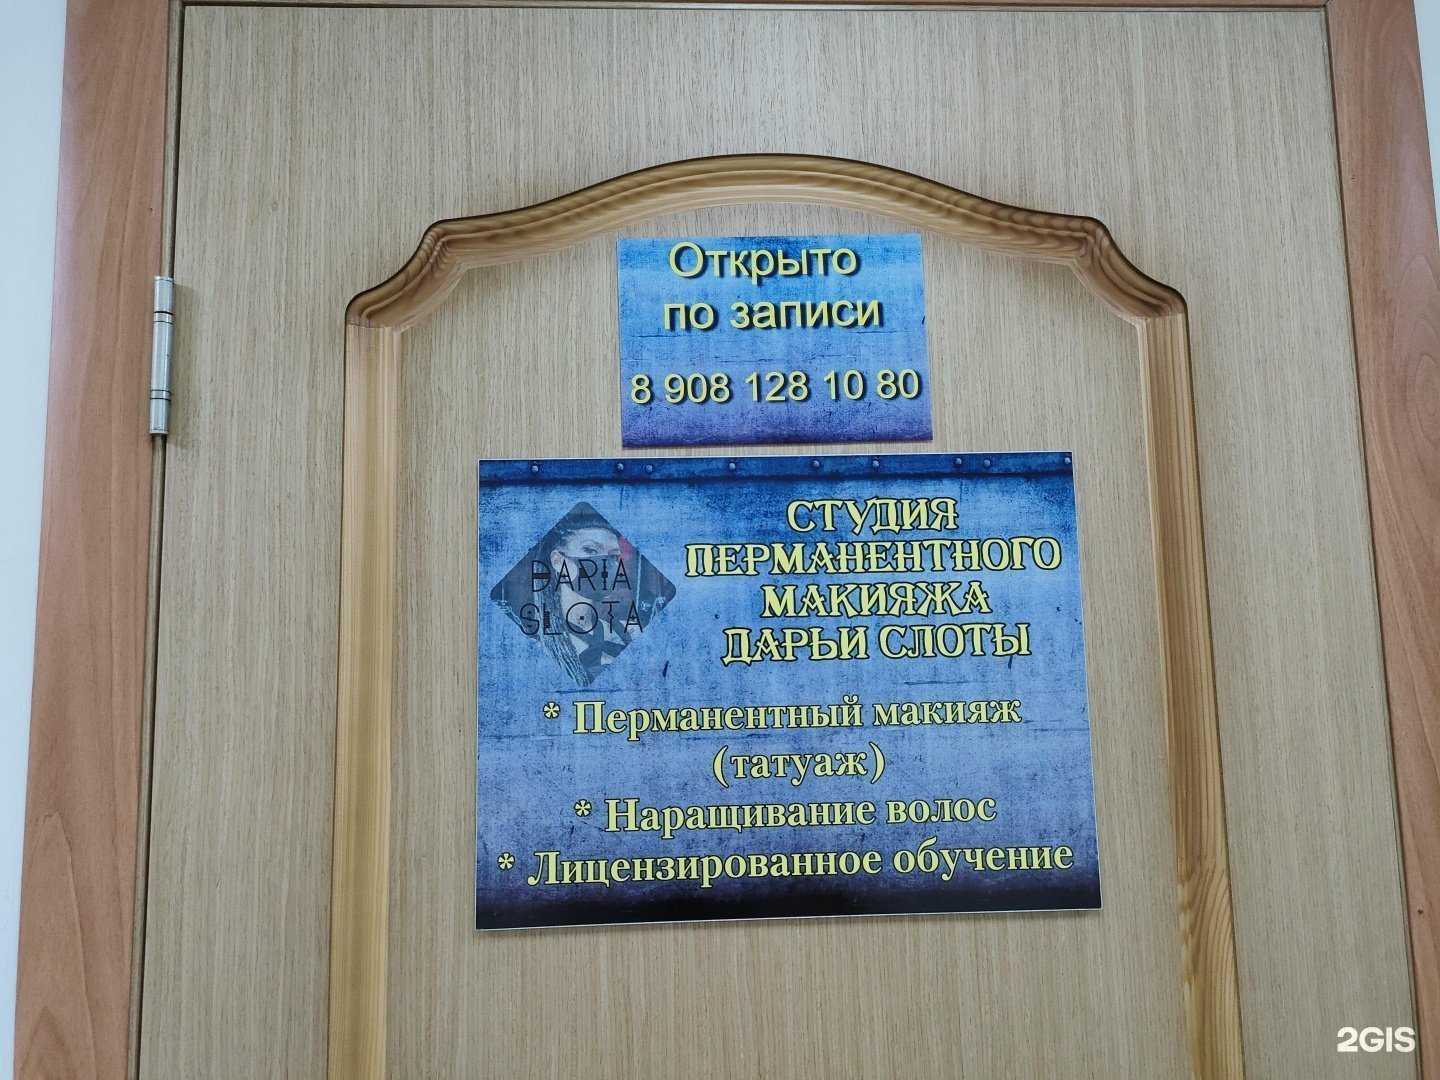 Открыто
по записи
8 908 128 10 80
DARIA
SLOTA
СТУДИЯ
ПЕРМАНЕНТНОГО
МАКИЯЖА
ДАРЬИ СЛОТЫ
* Перманентный макияж
(татуаж)
* Наращивание волос
* Лицензированное обучение
2GIS